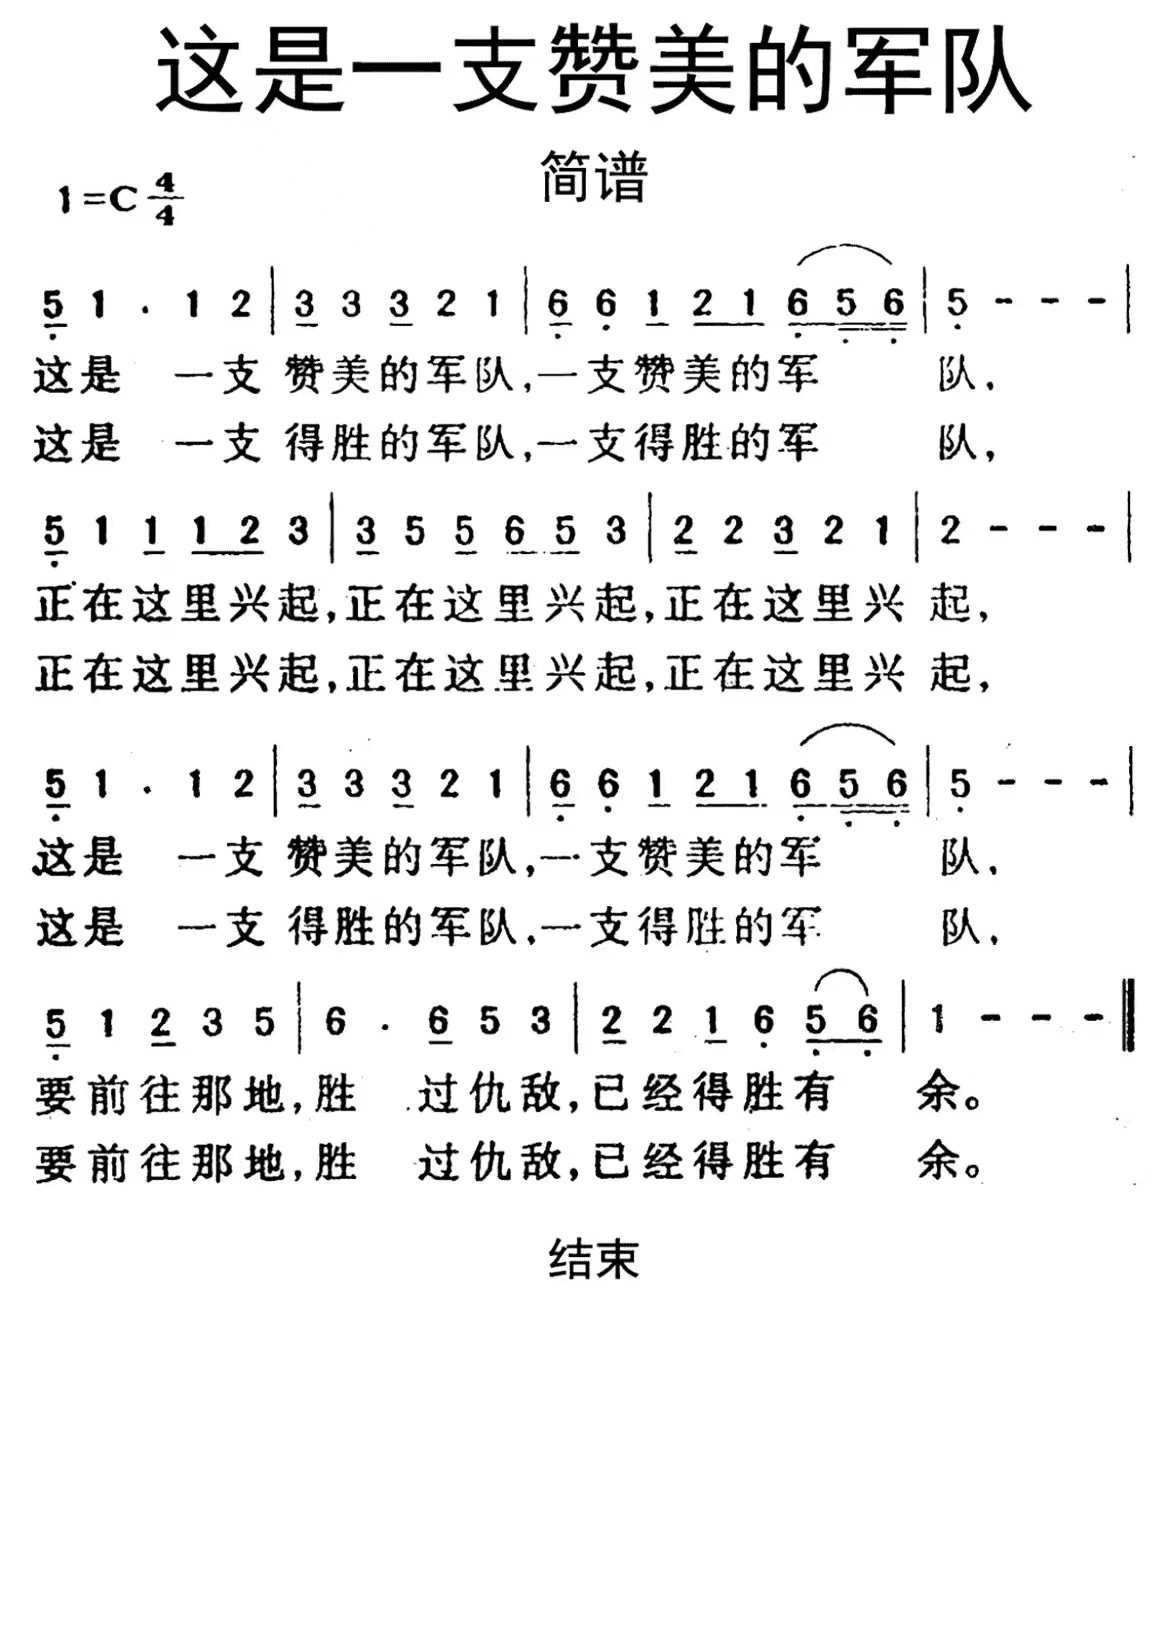 这是一支赞美的军队
简谱
1=C 4/4
5 1 . 1 2 | 3 3 3 2 1 | 6 6 1 2 1 6 5 6 | 5 - - - |
这是 一支 赞美的军队,一支赞美的军 队,
这是 一支 得胜的军队,一支得胜的军 队,
5 1 1 1 2 3 | 3 5 5 6 5 3 | 2 2 3 2 1 | 2 - - - |
正在这里兴起,正在这里兴起,正在这里兴 起,
正在这里兴起,正在这里兴起,正在这里兴 起,
5 1 . 1 2 | 3 3 3 2 1 | 6 6 1 2 1 6 5 6 | 5 - - - |
这是 一支 赞美的军队,一支赞美的军 队,
这是 一支 得胜的军队,一支得胜的军 队,
5 1 2 3 5 | 6 . 6 5 3 | 2 2 1 6 5 6 | 1 - - - ‖
要前往那地,胜 过仇敌,已经得胜有 余。
要前往那地,胜 过仇敌,已经得胜有 余。
结束